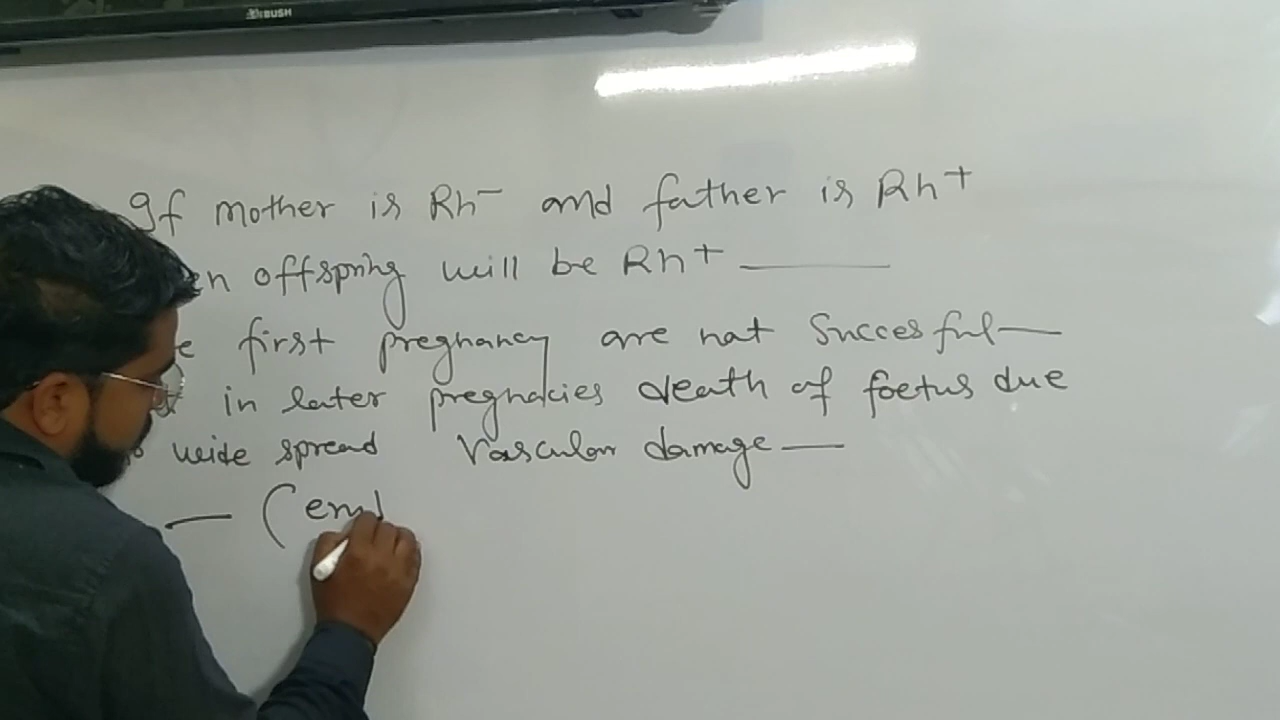 BUSH
If mother is Rh- and father is Rh+
offspring will be Rh+ ———
first pregnancy are not Succesful—
in later pregnacies death of foetus due
wide spread Vascular damage—
— (em